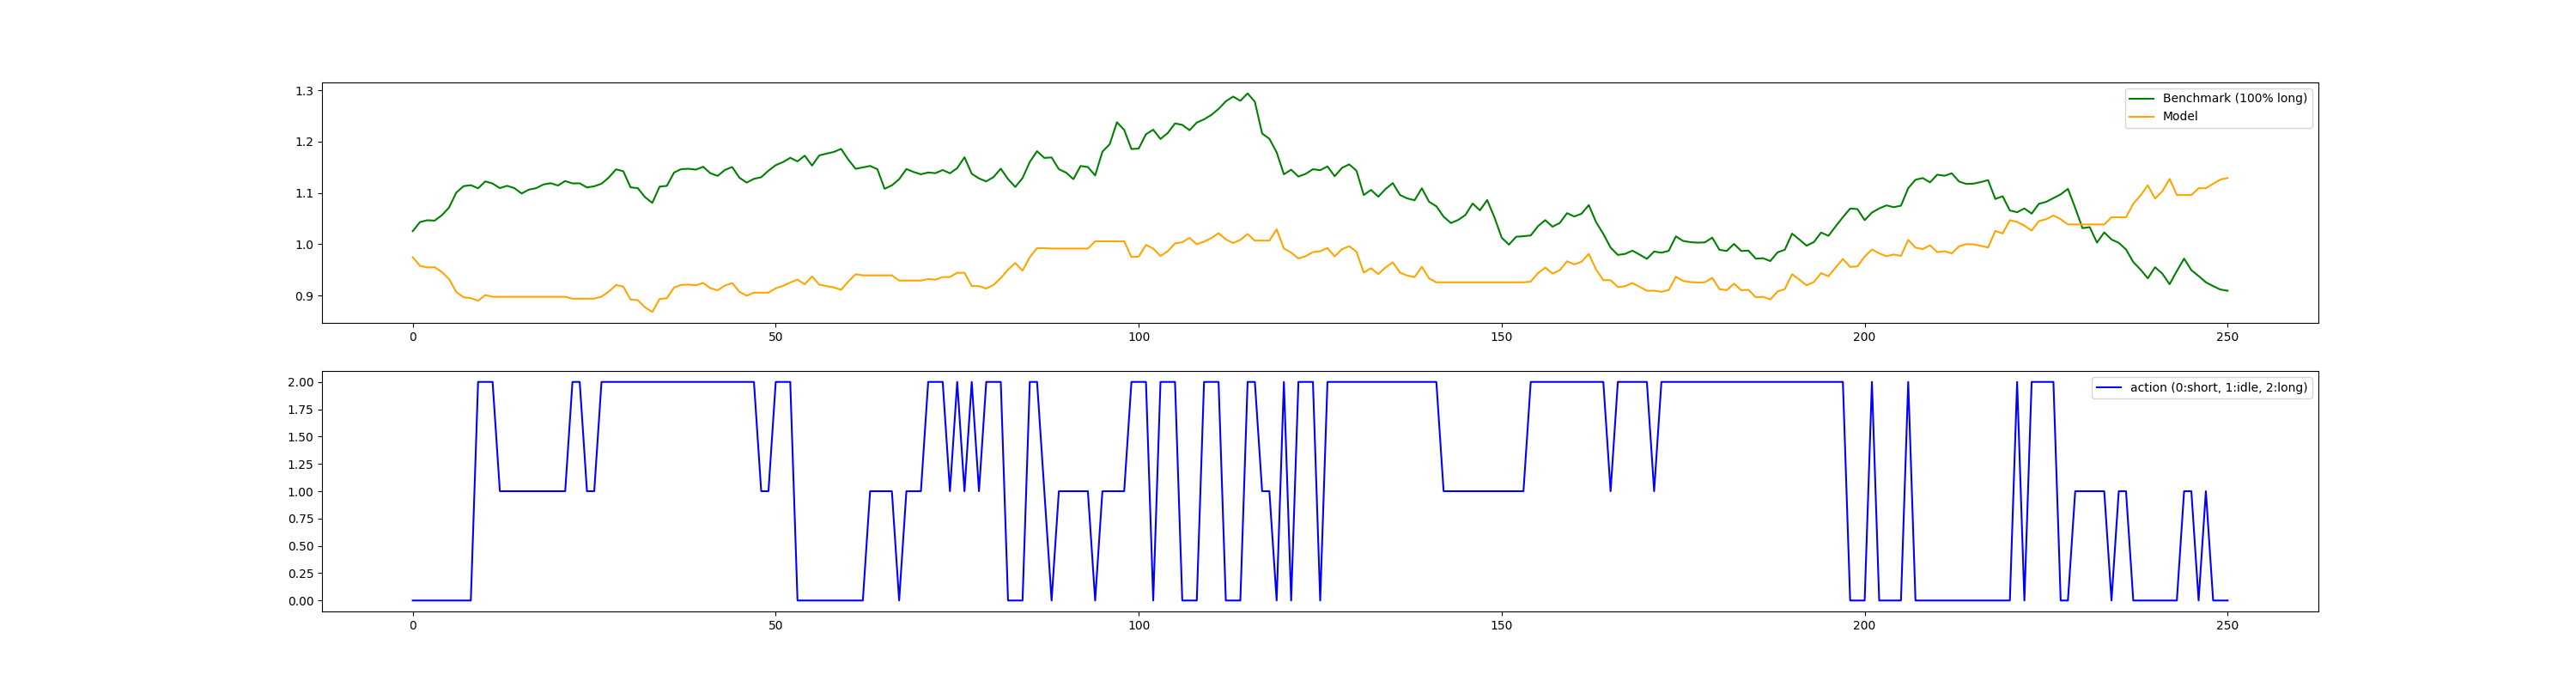 1.3
1.2
1.1
1.0
0.9
Benchmark (100% long)
Model
0 50 100 150 200 250
2.00
1.75
1.50
1.25
1.00
0.75
0.50
0.25
0.00
action (0:short, 1:idle, 2:long)
0 50 100 150 200 250